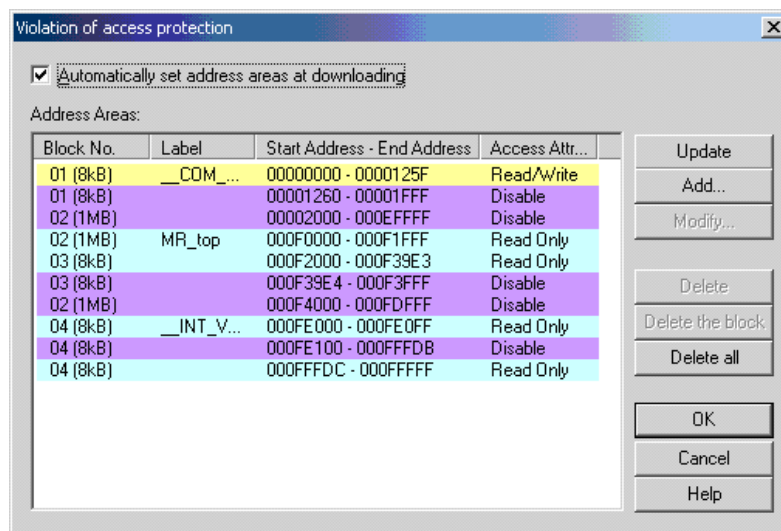 Violation of access protection
Automatically set address areas at downloading
Address Areas:
Block No. Label Start Address - End Address Access Attr...
01 (8kB) __COM_... 00000000 - 0000125F Read/Write
01 (8kB) 00001260 - 00001FFF Disable
02 (1MB) 00002000 - 000EFFFF Disable
02 (1MB) MR_top 000F0000 - 000F1FFF Read Only
03 (8kB) 000F2000 - 000F39E3 Read Only
03 (8kB) 000F39E4 - 000F3FFF Disable
02 (1MB) 000F4000 - 000FDFFF Disable
04 (8kB) __INT_V... 000FE000 - 000FE0FF Read Only
04 (8kB) 000FE100 - 000FFFDB Disable
04 (8kB) 000FFFDC - 000FFFFF Read Only
Update
Add...
Modify...
Delete
Delete the block
Delete all
OK
Cancel
Help